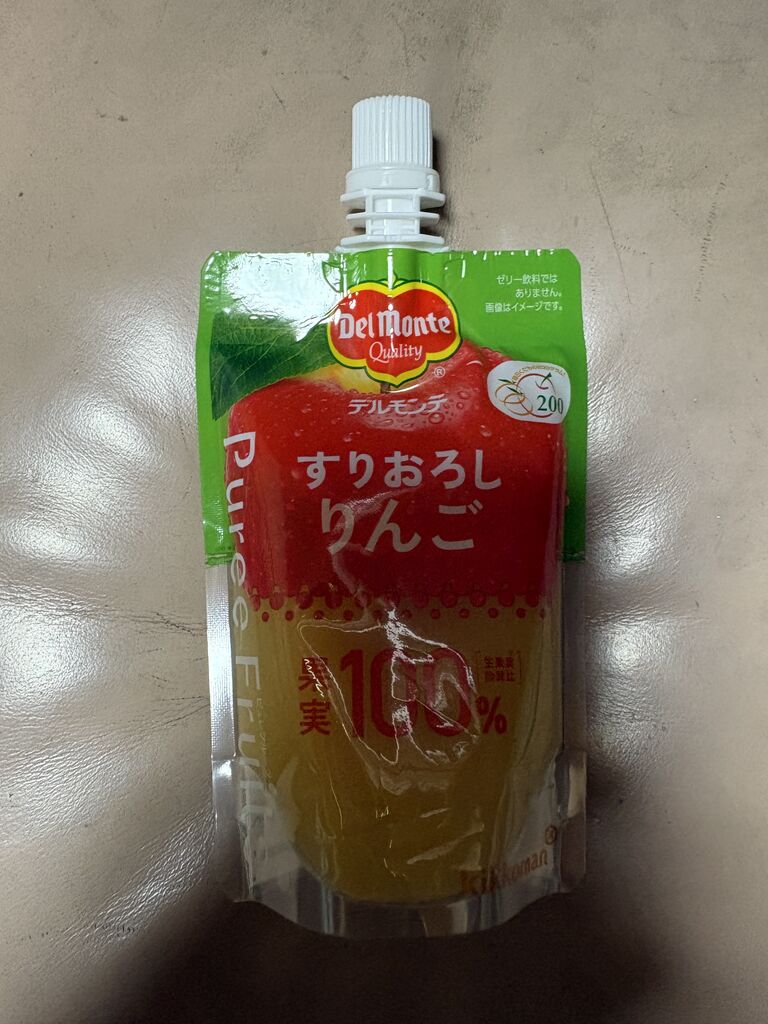 ゼリー飲料では
ありません。
画像はイメージです。
Del Monte
Quality
®
デルモンテ
200
すりおろし
りんご
Puree Fruit
果実100%
生果実
換算比
Kikkoman®